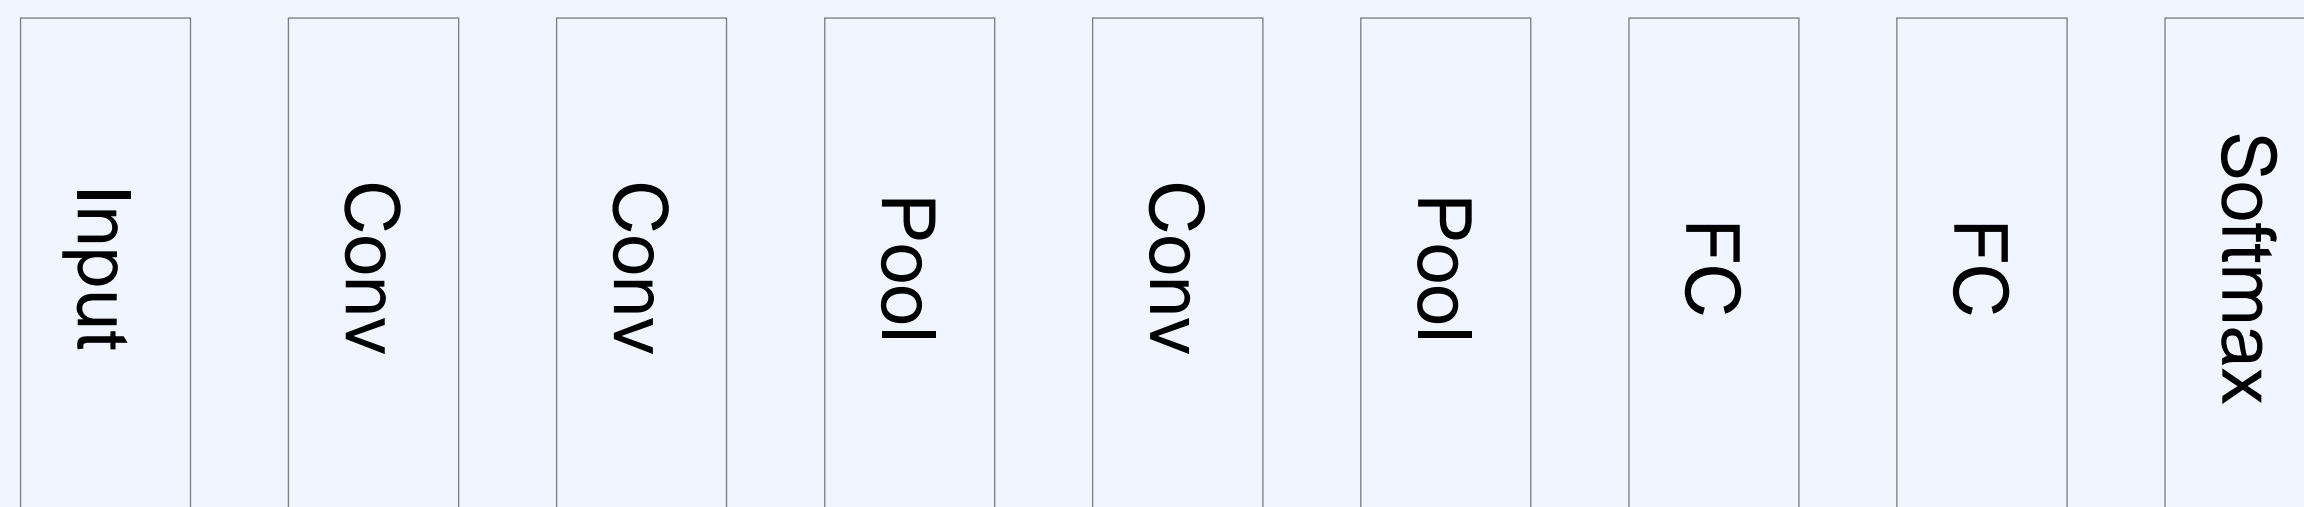 Input
Conv
Conv
Pool
Conv
Pool
FC
FC
Softmax